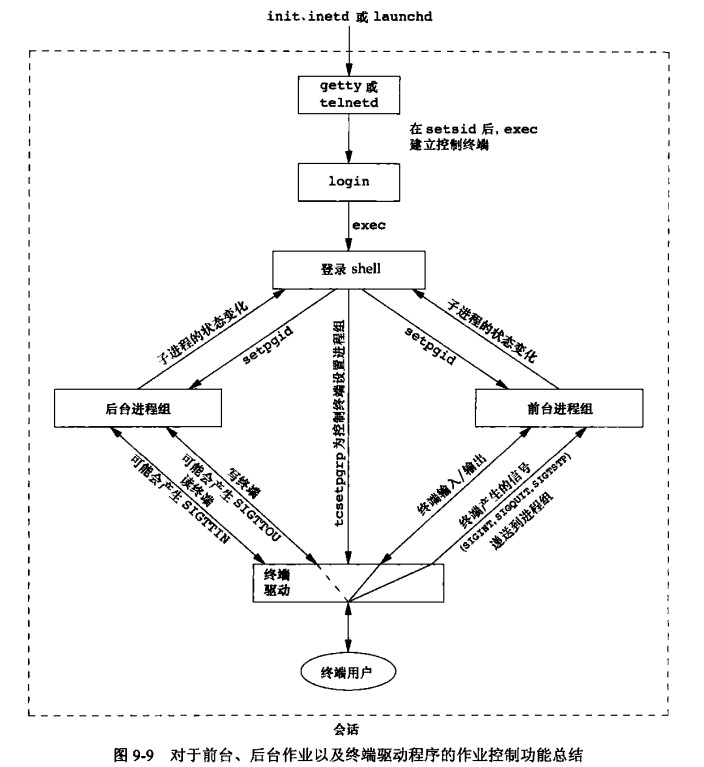 init、inetd 或 launchd
getty 或
telnetd
在 setsid 后, exec
建立控制终端
login
exec
登录 shell
子进程的状态变化
setpgid
tcsetpgrp 为控制终端设置进程组
setpgid
子进程的状态变化
后台进程组
前台进程组
读终端
可能会产生 SIGTTIN
写终端
可能会产生 SIGTTOU
终端输入/输出
终端产生的信号
(SIGINT,SIGQUIT,SIGTSTP)
递送到进程组
终端
驱动
终端用户
会话
图 9-9 对于前台、后台作业以及终端驱动程序的作业控制功能总结